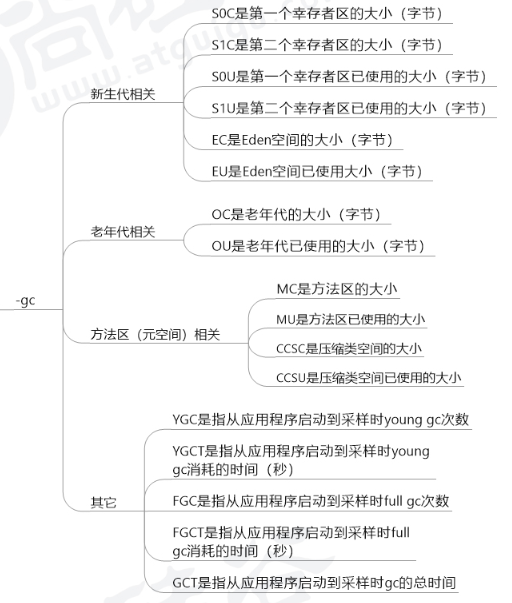 S0C是第一个幸存者区的大小（字节）
S1C是第二个幸存者区的大小（字节）
S0U是第一个幸存者区已使用的大小（字节）
S1U是第二个幸存者区已使用的大小（字节）
EC是Eden空间的大小（字节）
EU是Eden空间已使用大小（字节）
新生代相关
OC是老年代的大小（字节）
OU是老年代已使用的大小（字节）
老年代相关
-gc
MC是方法区的大小
MU是方法区已使用的大小
CCSC是压缩类空间的大小
CCSU是压缩类空间已使用的大小
方法区（元空间）相关
YGC是指从应用程序启动到采样时young gc次数
YGCT是指从应用程序启动到采样时young
gc消耗的时间（秒）
FGC是指从应用程序启动到采样时full gc次数
FGCT是指从应用程序启动到采样时full
gc消耗的时间（秒）
GCT是指从应用程序启动到采样时gc的总时间
其它